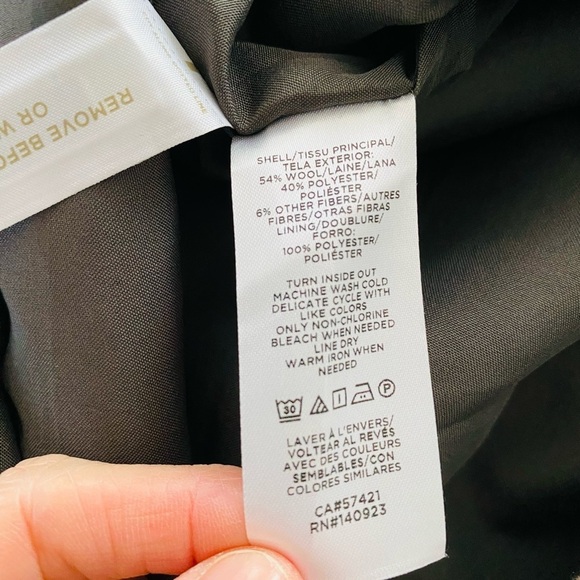 REMOVE BEFO
OR W
SHELL/TISSU PRINCIPAL/
TELA EXTERIOR:
54% WOOL/LAINE/LANA
40% POLYESTER/
POLIÉSTER
6% OTHER FIBERS/AUTRES
FIBRES/OTRAS FIBRAS
LINING/DOUBLURE/
FORRO:
100% POLYESTER/
POLIÉSTER
TURN INSIDE OUT
MACHINE WASH COLD
DELICATE CYCLE WITH
LIKE COLORS
ONLY NON-CHLORINE
BLEACH WHEN NEEDED
LINE DRY
WARM IRON WHEN
NEEDED
30 P
LAVER À L'ENVERS/
VOLTEAR AL REVÉS
AVEC DES COULEURS
SEMBLABLES/CON
COLORES SIMILARES
CA#57421
RN#140923